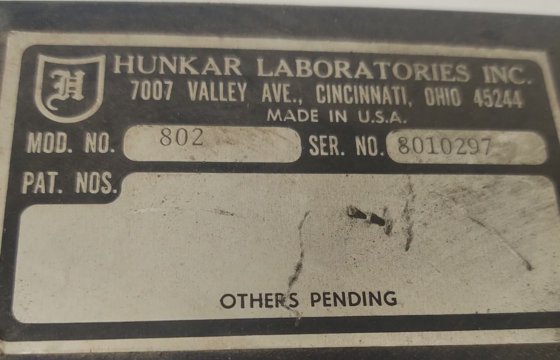 H HUNKAR LABORATORIES INC.
7007 VALLEY AVE., CINCINNATI, OHIO 45244
MADE IN U.S.A.
MOD. NO. 802 SER. NO. 8010297
PAT. NOS.
OTHERS PENDING